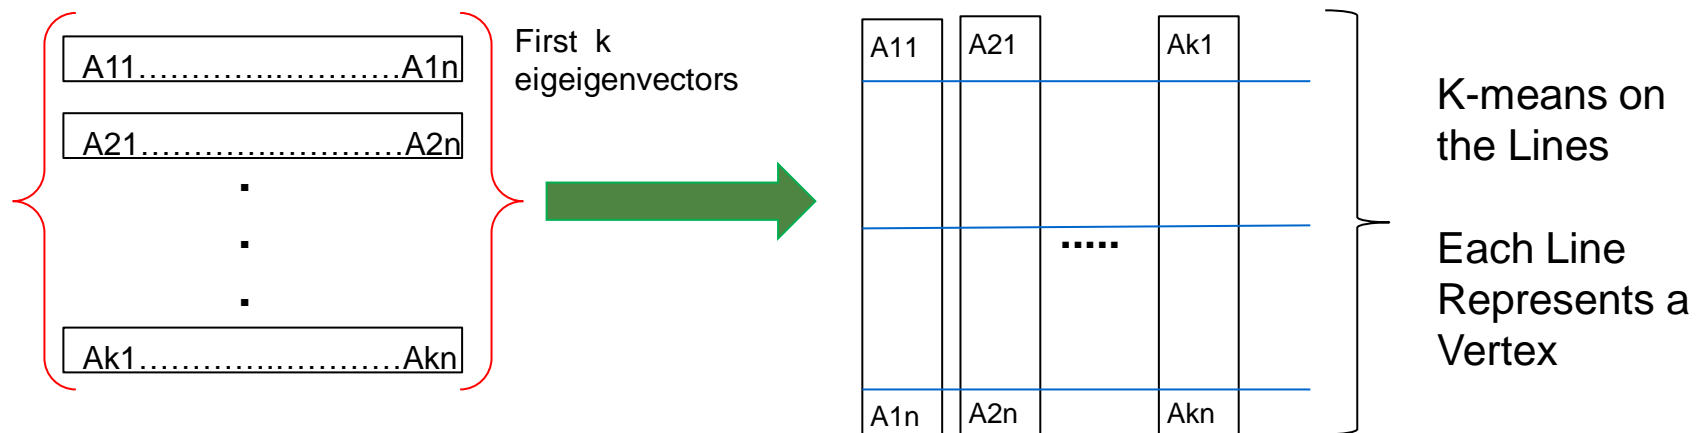 A11……………………A1n
A21……………………A2n
.
.
.
Ak1……………………Akn
First k
eigeigenvectors
A11 A21 Ak1
.....
A1n A2n Akn
K-means on
the Lines
Each Line
Represents a
Vertex